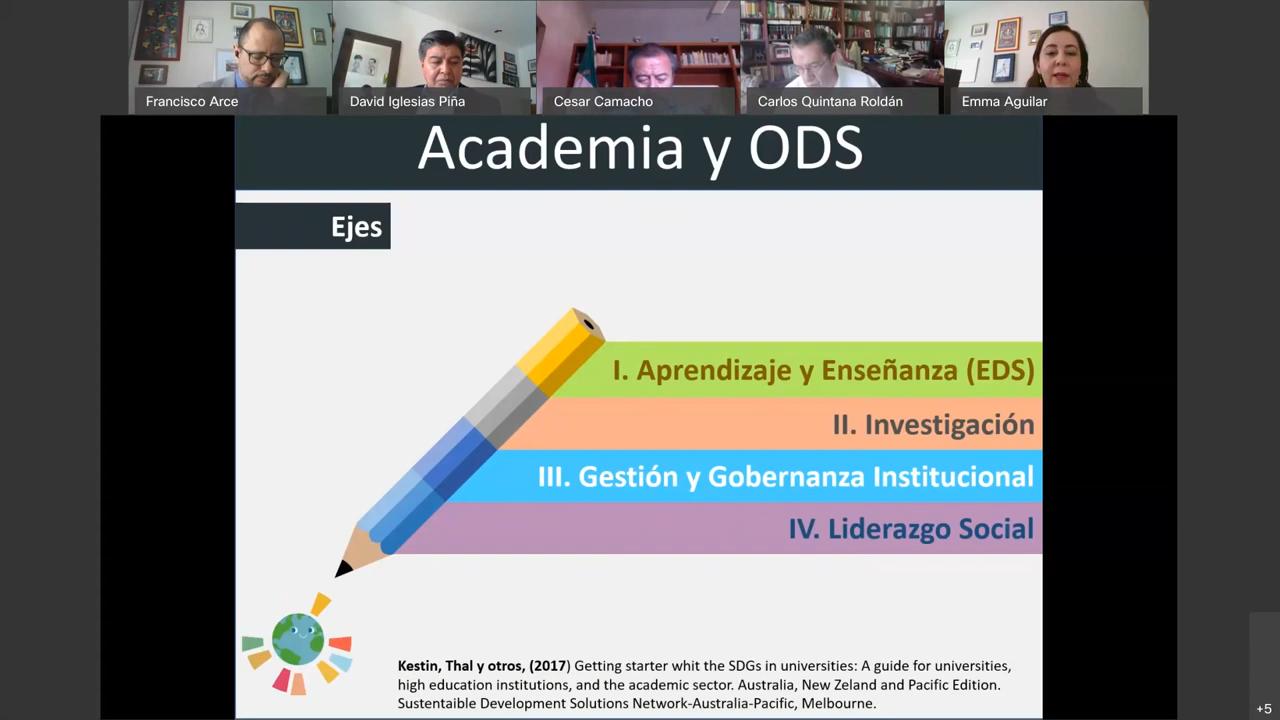 Francisco Arce
David Iglesias Piña
Cesar Camacho
Carlos Quintana Roldán
Emma Aguilar
Academia y ODS
Ejes
I. Aprendizaje y Enseñanza (EDS)
II. Investigación
III. Gestión y Gobernanza Institucional
IV. Liderazgo Social
Kestin, Thal y otros, (2017) Getting starter whit the SDGs in universities: A guide for universities,
high education institutions, and the academic sector. Australia, New Zeland and Pacific Edition.
Sustentaible Development Solutions Network-Australia-Pacific, Melbourne.
+5